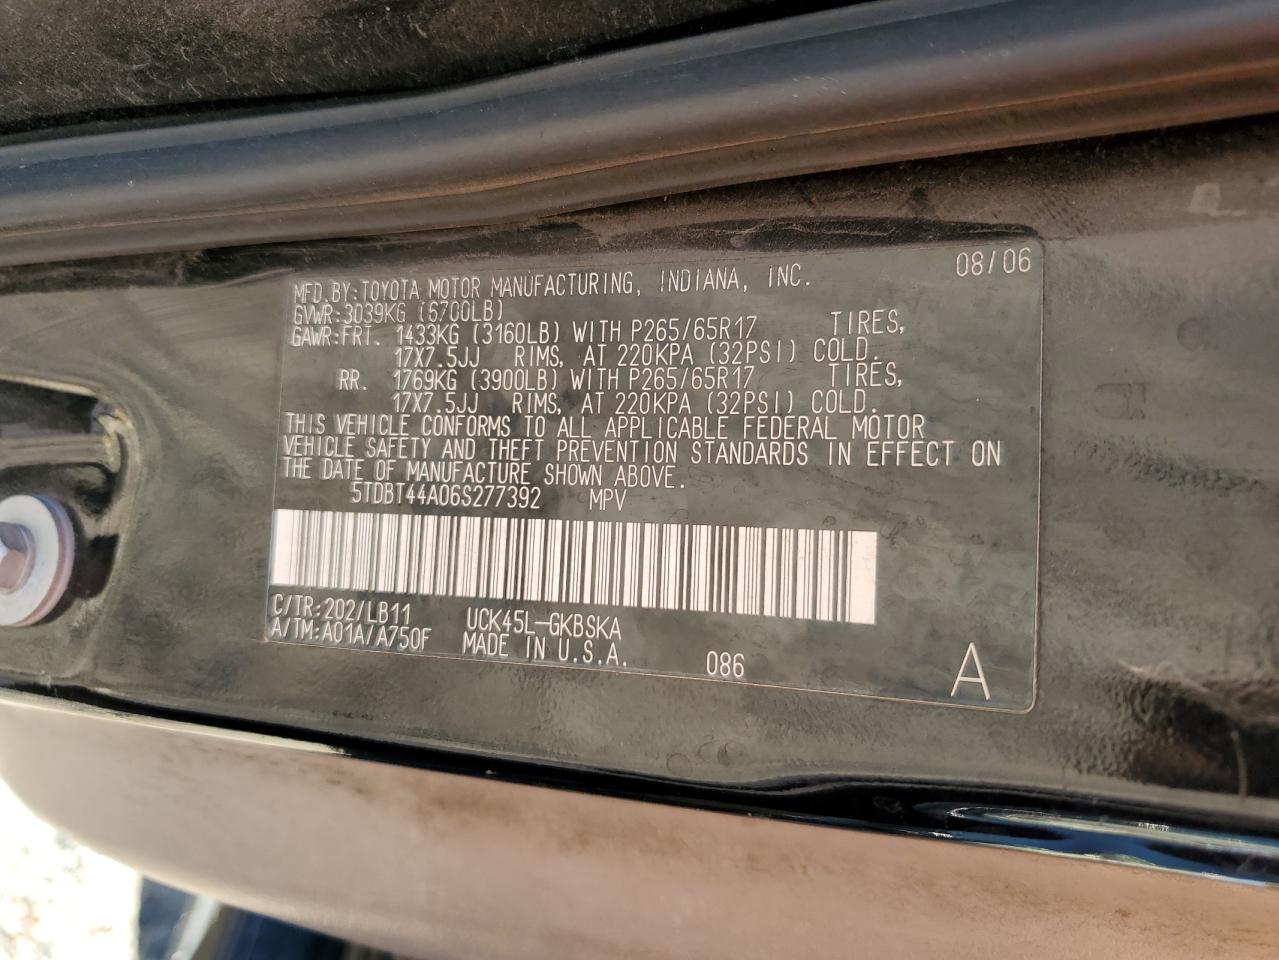 08/06
MFD.BY:TOYOTA MOTOR MANUFACTURING, INDIANA, INC.
GVWR:3039KG (6700LB)
GAWR:FRT. 1433KG (3160LB) WITH P265/65R17 TIRES,
17X7.5JJ RIMS, AT 220KPA (32PSI) COLD.
RR. 1769KG (3900LB) WITH P265/65R17 TIRES,
17X7.5JJ RIMS, AT 220KPA (32PSI) COLD.
THIS VEHICLE CONFORMS TO ALL APPLICABLE FEDERAL MOTOR
VEHICLE SAFETY AND THEFT PREVENTION STANDARDS IN EFFECT ON
THE DATE OF MANUFACTURE SHOWN ABOVE.
5TDBT44A06S277392 MPV
C/TR:202/LB11 UCK45L-GKBSKA
A/TM:A01A/A750F MADE IN U.S.A. 086 A